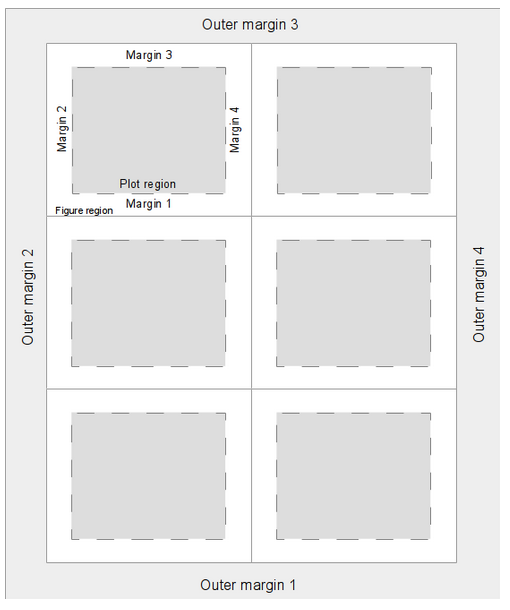 Outer margin 3
Margin 3
Margin 2
Margin 4
Plot region
Margin 1
Figure region
Outer margin 2
Outer margin 4
Outer margin 1